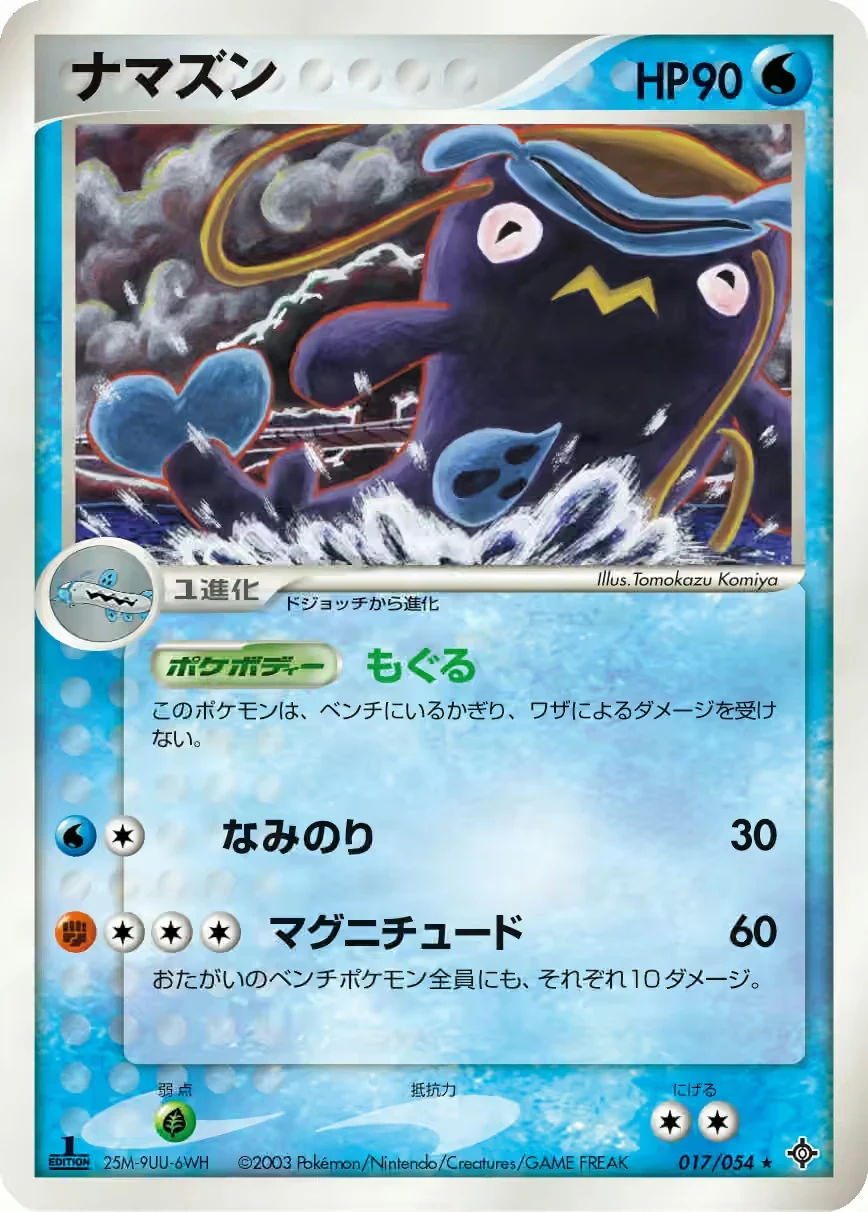 ナマズン HP90
Illus.Tomokazu Komiya
1進化
ドジョッチから進化
ポケボディー もぐる
このポケモンは、ベンチにいるかぎり、ワザによるダメージを受け
ない。
なみのり 30
マグニチュード 60
おたがいのベンチポケモン全員にも、それぞれ10ダメージ。
弱点 抵抗力 にげる
1 EDITION 25M-9UU-6WH ©2003 Pokémon/Nintendo/Creatures/GAME FREAK 017/054 ★